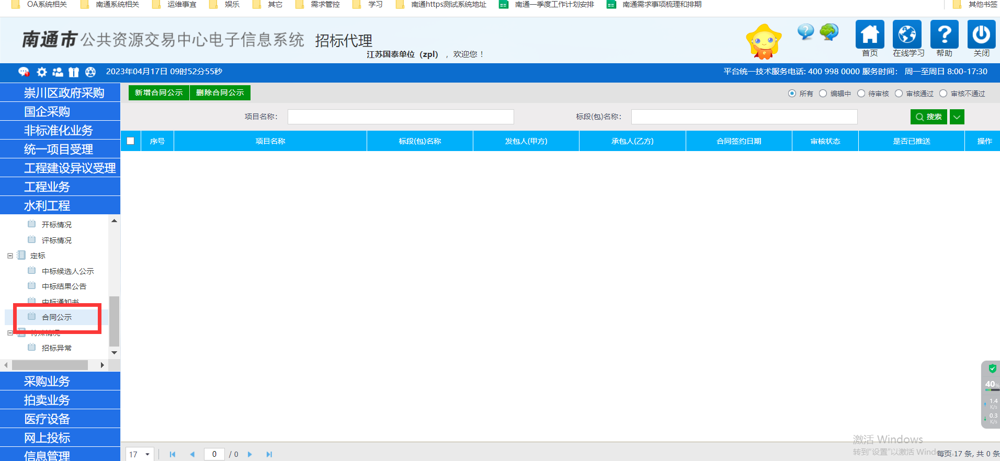 OA系统相关 南通系统相关 运维事宜 娱乐 其它 需求管控 学习 南通https测试系统地址 南通一季度工作计划安排 南通需求事项梳理和排期 其他书签
南通市公共资源交易中心电子信息系统 招标代理
江苏国泰单位（zpl） ，欢迎您！
首页 在线学习 帮助 关闭
2023年04月17日 09时52分55秒
平台统一技术服务电话: 400 998 0000 服务时间： 周一至周日 8:00-17:30
崇川区政府采购
国企采购
非标准化业务
统一项目受理
工程建设异议受理
工程业务
水利工程
开标情况
评标情况
定标
中标候选人公示
中标结果公告
中标通知书
合同公示
特殊情况
招标异常
采购业务
拍卖业务
医疗设备
网上投标
信息管理
新增合同公示 删除合同公示
所有 编辑中 待审核 审核通过 审核不通过
项目名称： 标段(包)名称： 搜索
序号 项目名称 标段(包)名称 发包人(甲方) 承包人(乙方) 合同签约日期 审核状态 是否已推送 操作
40%
1.4
K/s
0.3
K/s
激活 Windows
转到"设置"以激活 Windows。
17 0 / 0
每页 17 条, 共 0 条